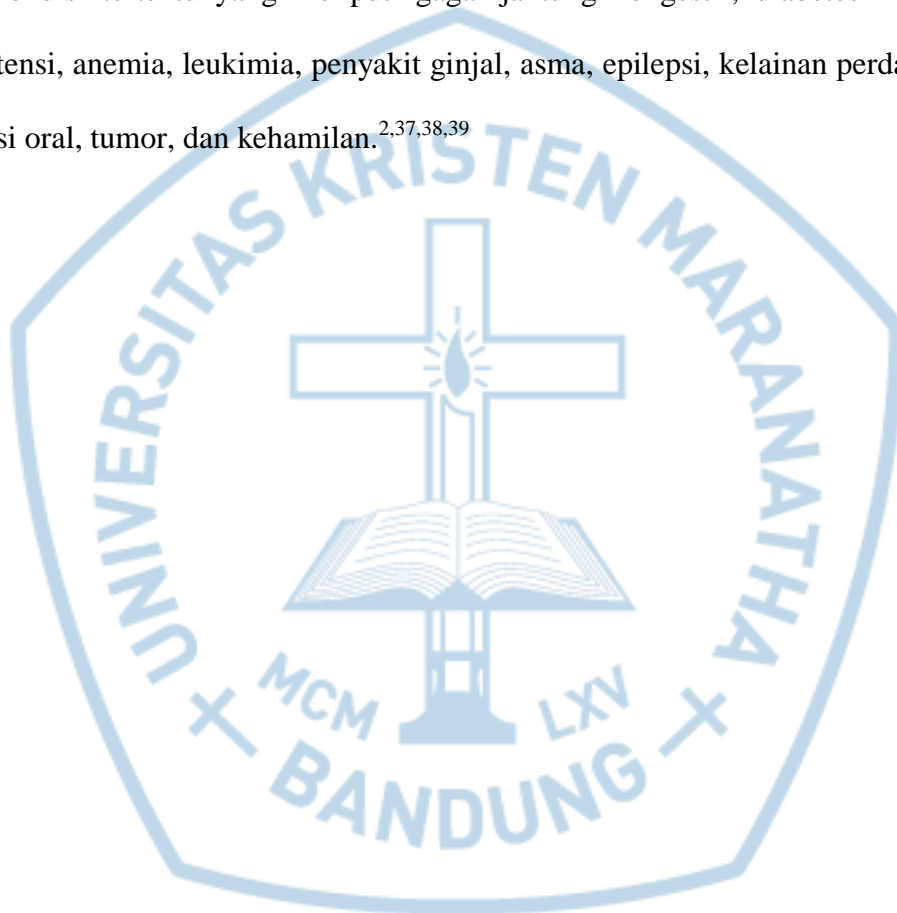 tensi, anemia, leukimia, penyakit ginjal, asma, epilepsi, kelainan perda
si oral, tumor, dan kehamilan.2,37,38,39
UNIVERSITAS KRISTEN MARANATHA
MCM LXV
BANDUNG